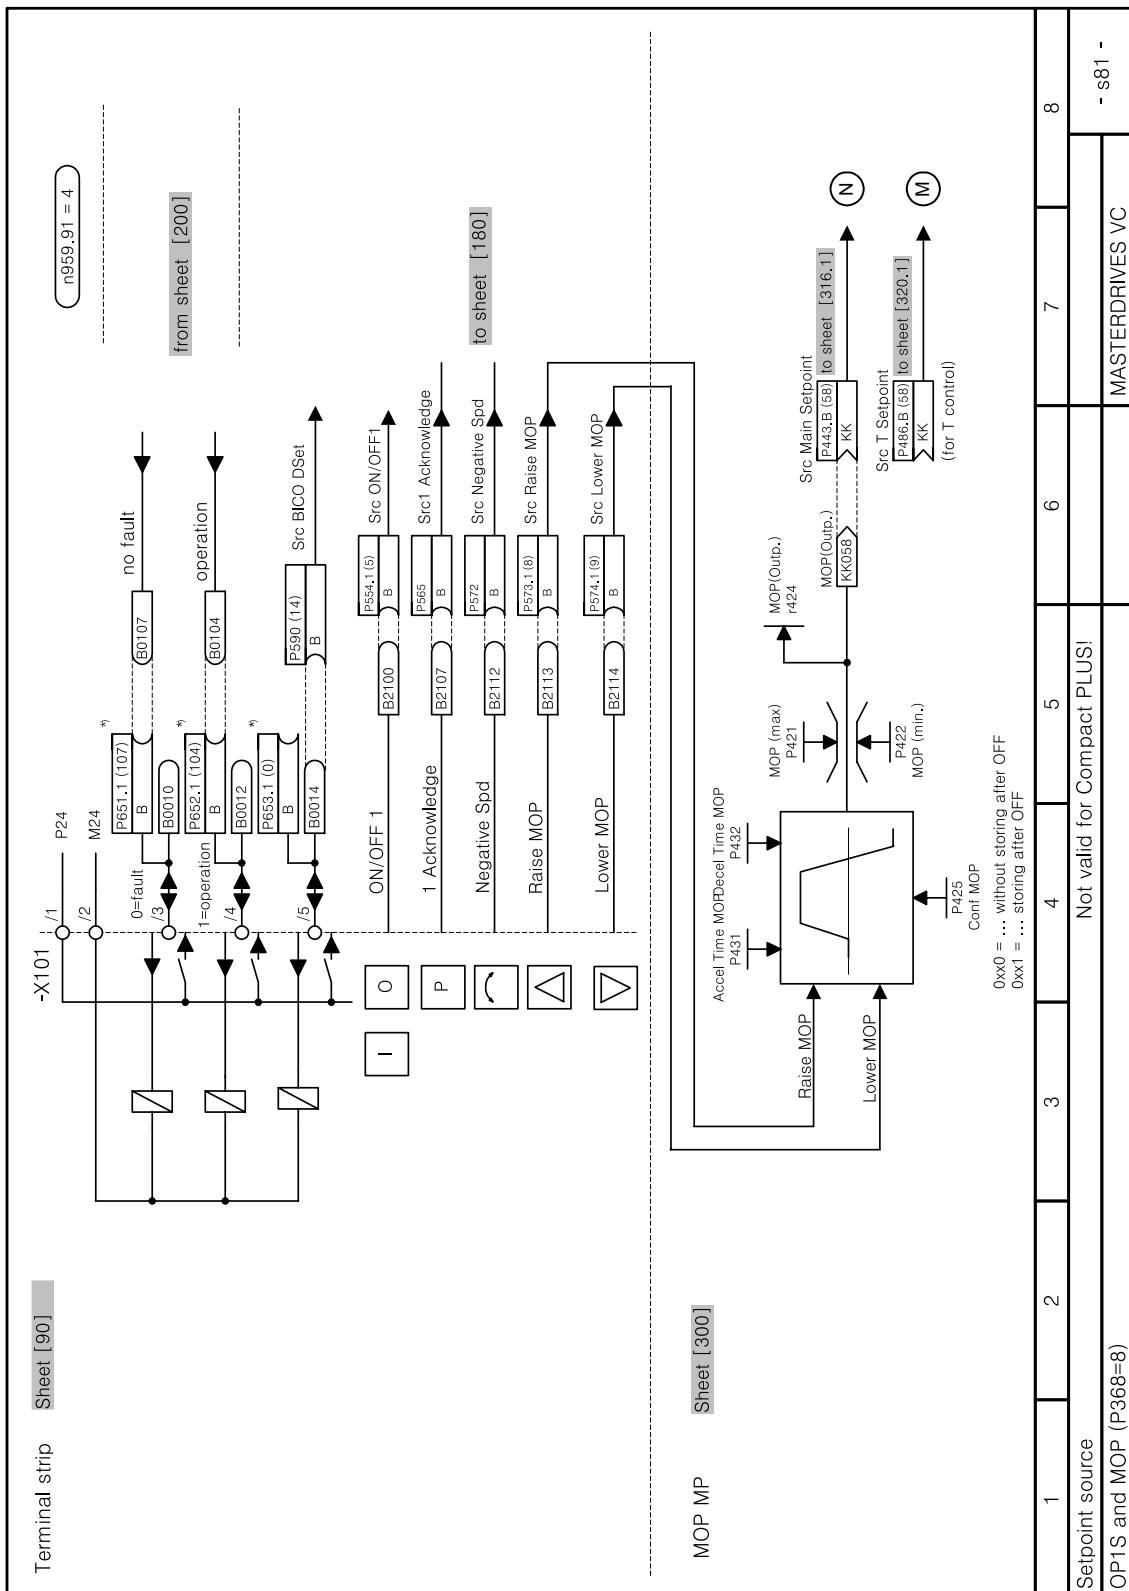 Terminal strip Sheet [90]
n959.91 = 4
-X101
/1 P24
/2 M24
0=fault
/3
P651.1 (107) *)
B
B0010
B0107
no fault
from sheet [200]
1=operation
/4
P652.1 (104) *)
B
B0012
B0104
operation
/5
P653.1 (0) *)
B
B0014
P590 (14)
B
Src BICO DSet
I O
ON/OFF 1
B2100
P554.1 (5)
B
Src ON/OFF1
P
1 Acknowledge
B2107
P565
B
Src1 Acknowledge
to sheet [180]
Negative Spd
B2112
P572
B
Src Negative Spd
Raise MOP
B2113
P573.1 (8)
B
Src Raise MOP
Lower MOP
B2114
P574.1 (9)
B
Src Lower MOP
MOP MP Sheet [300]
Raise MOP
Lower MOP
Accel Time MOP
P431
Decel Time MOP
P432
P425
Conf MOP
0xx0 = ... without storing after OFF
0xx1 = ... storing after OFF
MOP (max)
P421
P422
MOP (min.)
MOP(Outp.)
r424
MOP(Outp.)
KK058
Src Main Setpoint
P443.B (58)
KK
to sheet [316.1]
N
Src T Setpoint
P486.B (58)
KK
(for T control)
to sheet [320.1]
M
1 2 3 4 5 6 7 8
Setpoint source
Not valid for Compact PLUS!
- s81 -
OP1S and MOP (P368=8)
MASTERDRIVES VC